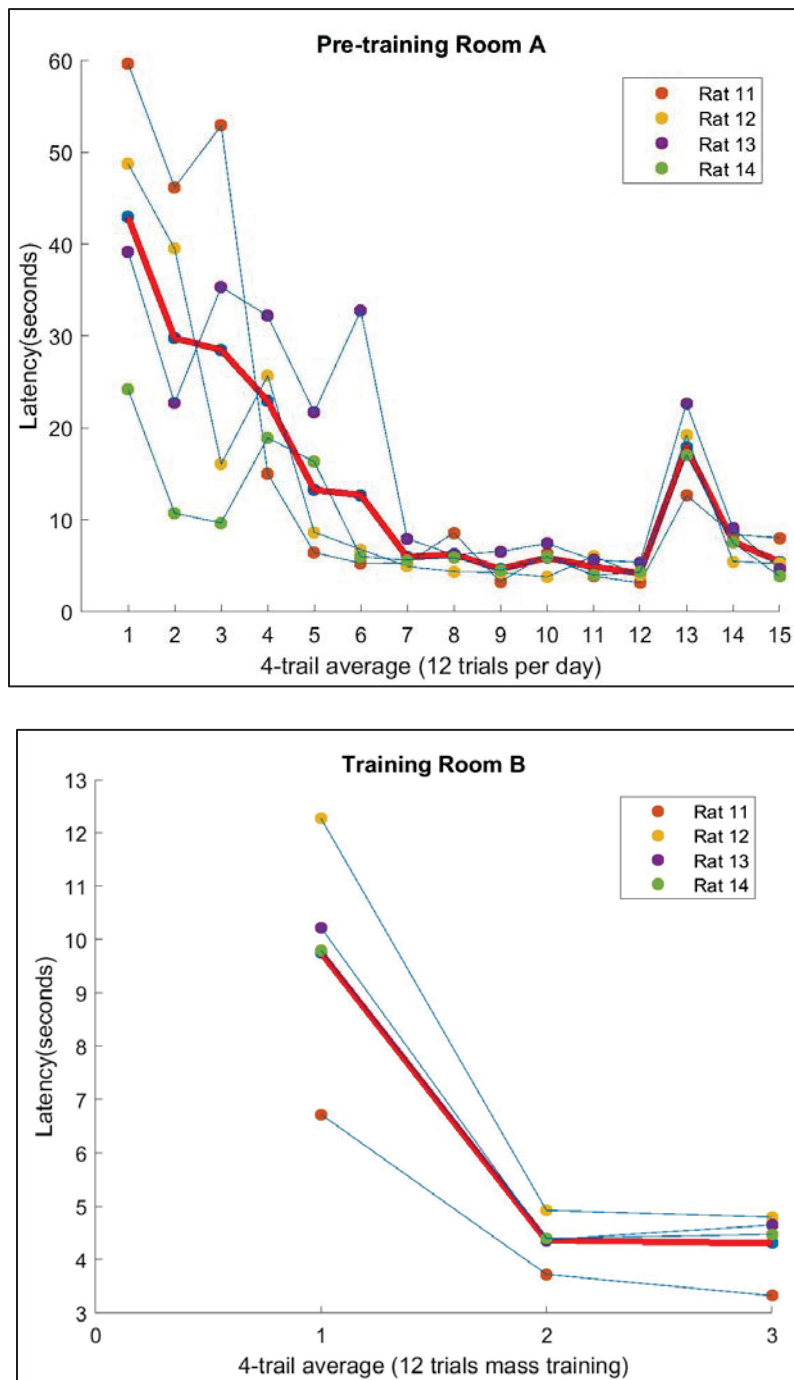 Pre-training Room A
60
50
40
30
20
10
0
Latency(seconds)
Rat 11
Rat 12
Rat 13
Rat 14
1 2 3 4 5 6 7 8 9 10 11 12 13 14 15
4-trail average (12 trials per day)
Training Room B
13
12
11
10
9
8
7
6
5
4
3
Latency(seconds)
Rat 11
Rat 12
Rat 13
Rat 14
0 1 2 3
4-trail average (12 trials mass training)